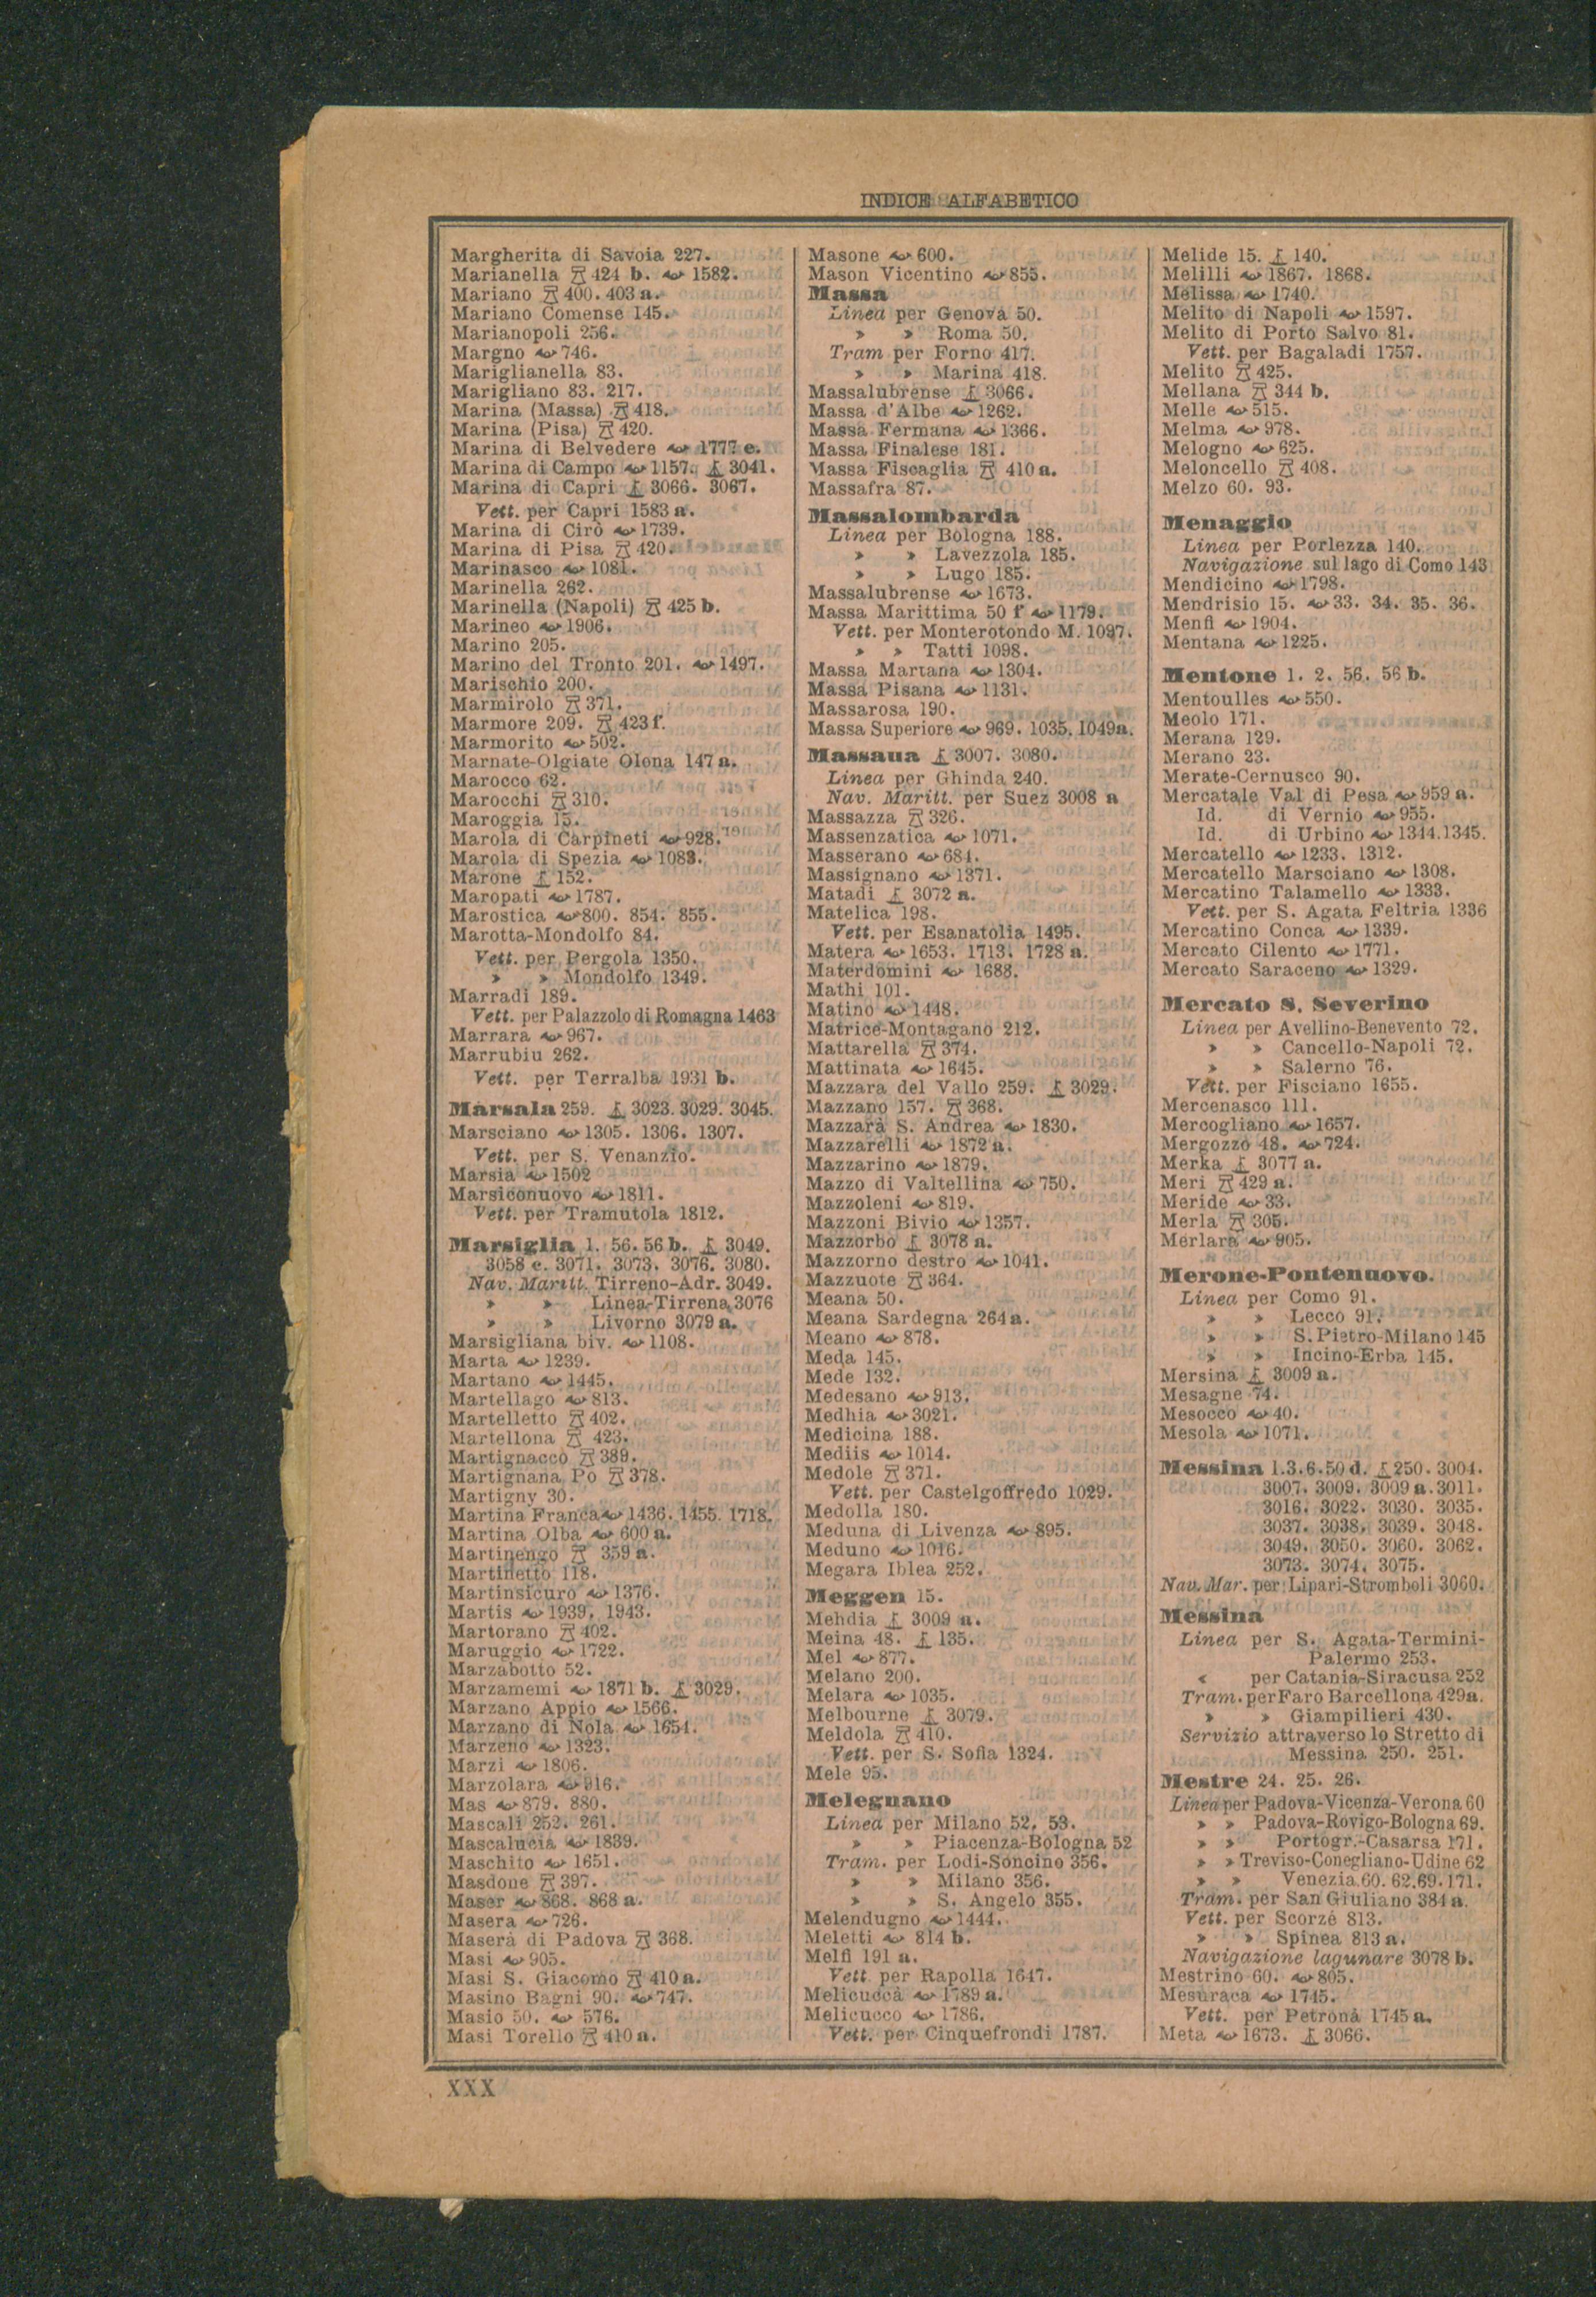 INDICE ALFABETICO
Margherita di Savoia 227.
Marianella 424 b. 1582.
Mariano 400. 403 a.
Mariano Comense 145.
Marianopoli 256.
Margno 746.
Mariglianella 83.
Marigliano 83. 217.
Marina (Massa) 418.
Marina (Pisa) 420.
Marina di Belvedere 1777 e.
Marina di Campo 1157. 3041.
Marina di Capri 3066. 3067.
Vett. per Capri 1583 a.
Marina di Cirò 1739.
Marina di Pisa 420.
Marinasco 1081.
Marinella 262.
Marinella (Napoli) 425 b.
Marineo 1906.
Marino 205.
Marino del Tronto 201. 1497.
Marischio 200.
Marmirolo 371.
Marmore 209. 423 f.
Marmorito 502.
Marnate-Olgiate Olona 147 a.
Marocco 62.
Marocchi 310.
Maroggia 15.
Marola di Carpineti 928.
Marola di Spezia 1083.
Marone 152.
Maropati 1787.
Marostica 800. 854. 855.
Marotta-Mondolfo 84.
Vett. per Pergola 1350.
» » Mondolfo 1349.
Marradi 189.
Vett. per Palazzolo di Romagna 1463
Marrara 967.
Marrubiu 262.
Vett. per Terralba 1931 b.
Marsala 259. 3023. 3029. 3045.
Marsciano 1305. 1306. 1307.
Vett. per S. Venanzio.
Marsia 1502
Marsiconuovo 1811.
Vett. per Tramutola 1812.
Marsiglia 1. 56. 56 b. 3049.
3058 e. 3071. 3073. 3076. 3080.
Nav. Maritt. Tirreno-Adr. 3049.
» » Linea-Tirrena 3076
» » Livorno 3079 a.
Marsigliana biv. 1108.
Marta 1239.
Martano 1445.
Martellago 813.
Martelletto 402.
Martellona 423.
Martignacco 389.
Martignana Po 378.
Martigny 30.
Martina Franca 1436. 1455. 1718.
Martina Olba 600 a.
Martinengo 359 a.
Martinetto 118.
Martinsicuro 1376.
Martis 1939. 1943.
Martorano 402.
Maruggio 1722.
Marzabotto 52.
Marzamemi 1871 b. 3029.
Marzano Appio 1566.
Marzano di Nola 1654.
Marzeno 1323.
Marzi 1806.
Marzolara 916.
Mas 879. 880.
Mascali 252. 261.
Mascalucia 1839.
Maschito 1651.
Masdone 397.
Maser 868. 868 a.
Masera 726.
Maserà di Padova 368.
Masi 905.
Masi S. Giacomo 410 a.
Masino Bagni 90. 747.
Masio 50. 576.
Masi Torello 410 a.
Masone 600.
Mason Vicentino 855.
Massa
Linea per Genova 50.
» » Roma 50.
Tram per Forno 417.
» » Marina 418.
Massalubrense 3066.
Massa d'Albe 1262.
Massa Fermana 1366.
Massa Finalese 181.
Massa Fiscaglia 410 a.
Massafra 87.
Massalombarda
Linea per Bologna 188.
» » Lavezzola 185.
» » Lugo 185.
Massalubrense 1673.
Massa Marittima 50 f 1179.
Vett. per Monterotondo M. 1097.
» » Tatti 1098.
Massa Martana 1304.
Massa Pisana 1131.
Massarosa 190.
Massa Superiore 969. 1035. 1049a.
Massaua 3007. 3080.
Linea per Ghinda 240.
Nav. Maritt. per Suez 3008 a
Massazza 326.
Massenzatica 1071.
Masserano 684.
Massignano 1371.
Matadi 3072 a.
Matelica 198.
Vett. per Esanatolia 1495.
Matera 1653. 1713. 1728 a.
Materdomini 1688.
Mathi 101.
Matino 1448.
Matrice-Montagano 212.
Mattarella 374.
Mattinata 1645.
Mazzara del Vallo 259. 3029.
Mazzano 157. 368.
Mazzarà S. Andrea 1830.
Mazzarelli 1872 a.
Mazzarino 1879.
Mazzo di Valtellina 750.
Mazzoleni 819.
Mazzoni Bivio 1357.
Mazzorbo 3078 a.
Mazzorno destro 1041.
Mazzuote 364.
Meana 50.
Meana Sardegna 264 a.
Meano 878.
Meda 145.
Mede 132.
Medesano 913.
Medhia 3021.
Medicina 188.
Mediis 1014.
Medole 371.
Vett. per Castelgoffredo 1029.
Medolla 180.
Meduna di Livenza 895.
Meduno 1016.
Megara Iblea 252.
Meggen 15.
Mehdia 3009 a.
Meina 48. 135.
Mel 877.
Melano 200.
Melara 1035.
Melbourne 3079.
Meldola 410.
Vett. per S. Sofia 1324.
Mele 95.
Melegnano
Linea per Milano 52. 53.
» » Piacenza-Bologna 52
Tram. per Lodi-Soncino 356.
» » Milano 356.
» » S. Angelo 355.
Melendugno 1444.
Meletti 814 b.
Melfi 191 a.
Vett. per Rapolla 1647.
Melicuccà 1789 a.
Melicucco 1786.
Vett. per Cinquefrondi 1787.
Melide 15. 140.
Melilli 1867. 1868.
Melissa 1740.
Melito di Napoli 1597.
Melito di Porto Salvo 81.
Vett. per Bagaladi 1757.
Melito 425.
Mellana 344 b.
Melle 515.
Melma 978.
Melogno 625.
Meloncello 408.
Melzo 60. 93.
Menaggio
Linea per Porlezza 140.
Navigazione sul lago di Como 143
Mendicino 1798.
Mendrisio 15. 33. 34. 35. 36.
Menfi 1904.
Mentana 1225.
Mentone 1. 2. 56. 56 b.
Mentoulles 550.
Meolo 171.
Merana 129.
Merano 23.
Merate-Cernusco 90.
Mercatale Val di Pesa 959 a.
Id. di Vernio 955.
Id. di Urbino 1344.1345.
Mercatello 1233. 1312.
Mercatello Marsciano 1308.
Mercatino Talamello 1333.
Vett. per S. Agata Feltria 1336
Mercatino Conca 1339.
Mercato Cilento 1771.
Mercato Saraceno 1329.
Mercato S. Severino
Linea per Avellino-Benevento 72.
» » Cancello-Napoli 72.
» » Salerno 76.
Vett. per Fisciano 1655.
Mercenasco 111.
Mercogliano 1657.
Mergozzo 48. 724.
Merka 3077 a.
Meri 429 a.
Meride 33.
Merla 305.
Merlara 905.
Merone-Pontenuovo.
Linea per Como 91.
» » Lecco 91.
» » S. Pietro-Milano 145
» » Incino-Erba 145.
Mersina 3009 a.
Mesagne 74.
Mesocco 40.
Mesola 1071.
Messina 1.3.6.50 d. 250. 3004.
3007. 3009. 3009 a. 3011.
3016. 3022. 3030. 3035.
3037. 3038. 3039. 3048.
3049. 3050. 3060. 3062.
3073. 3074. 3075.
Nav. Mar. per Lipari-Stromboli 3060.
Messina
Linea per S. Agata-Termini-
Palermo 253.
« per Catania-Siracusa 252
Tram. per Faro Barcellona 429a.
» » Giampilieri 430.
Servizio attraverso lo Stretto di
Messina 250. 251.
Mestre 24. 25. 26.
Linea per Padova-Vicenza-Verona 60
» » Padova-Rovigo-Bologna 69.
» » Portogr.-Casarsa 171.
» » Treviso-Conegliano-Udine 62
» » Venezia 60. 62.69.171.
Tram. per San Giuliano 384 a.
Vett. per Scorzè 813.
» » Spinea 813 a.
Navigazione lagunare 3078 b.
Mestrino 60. 805.
Mesuraca 1745.
Vett. per Petronà 1745 a.
Meta 1673. 3066.
XXX